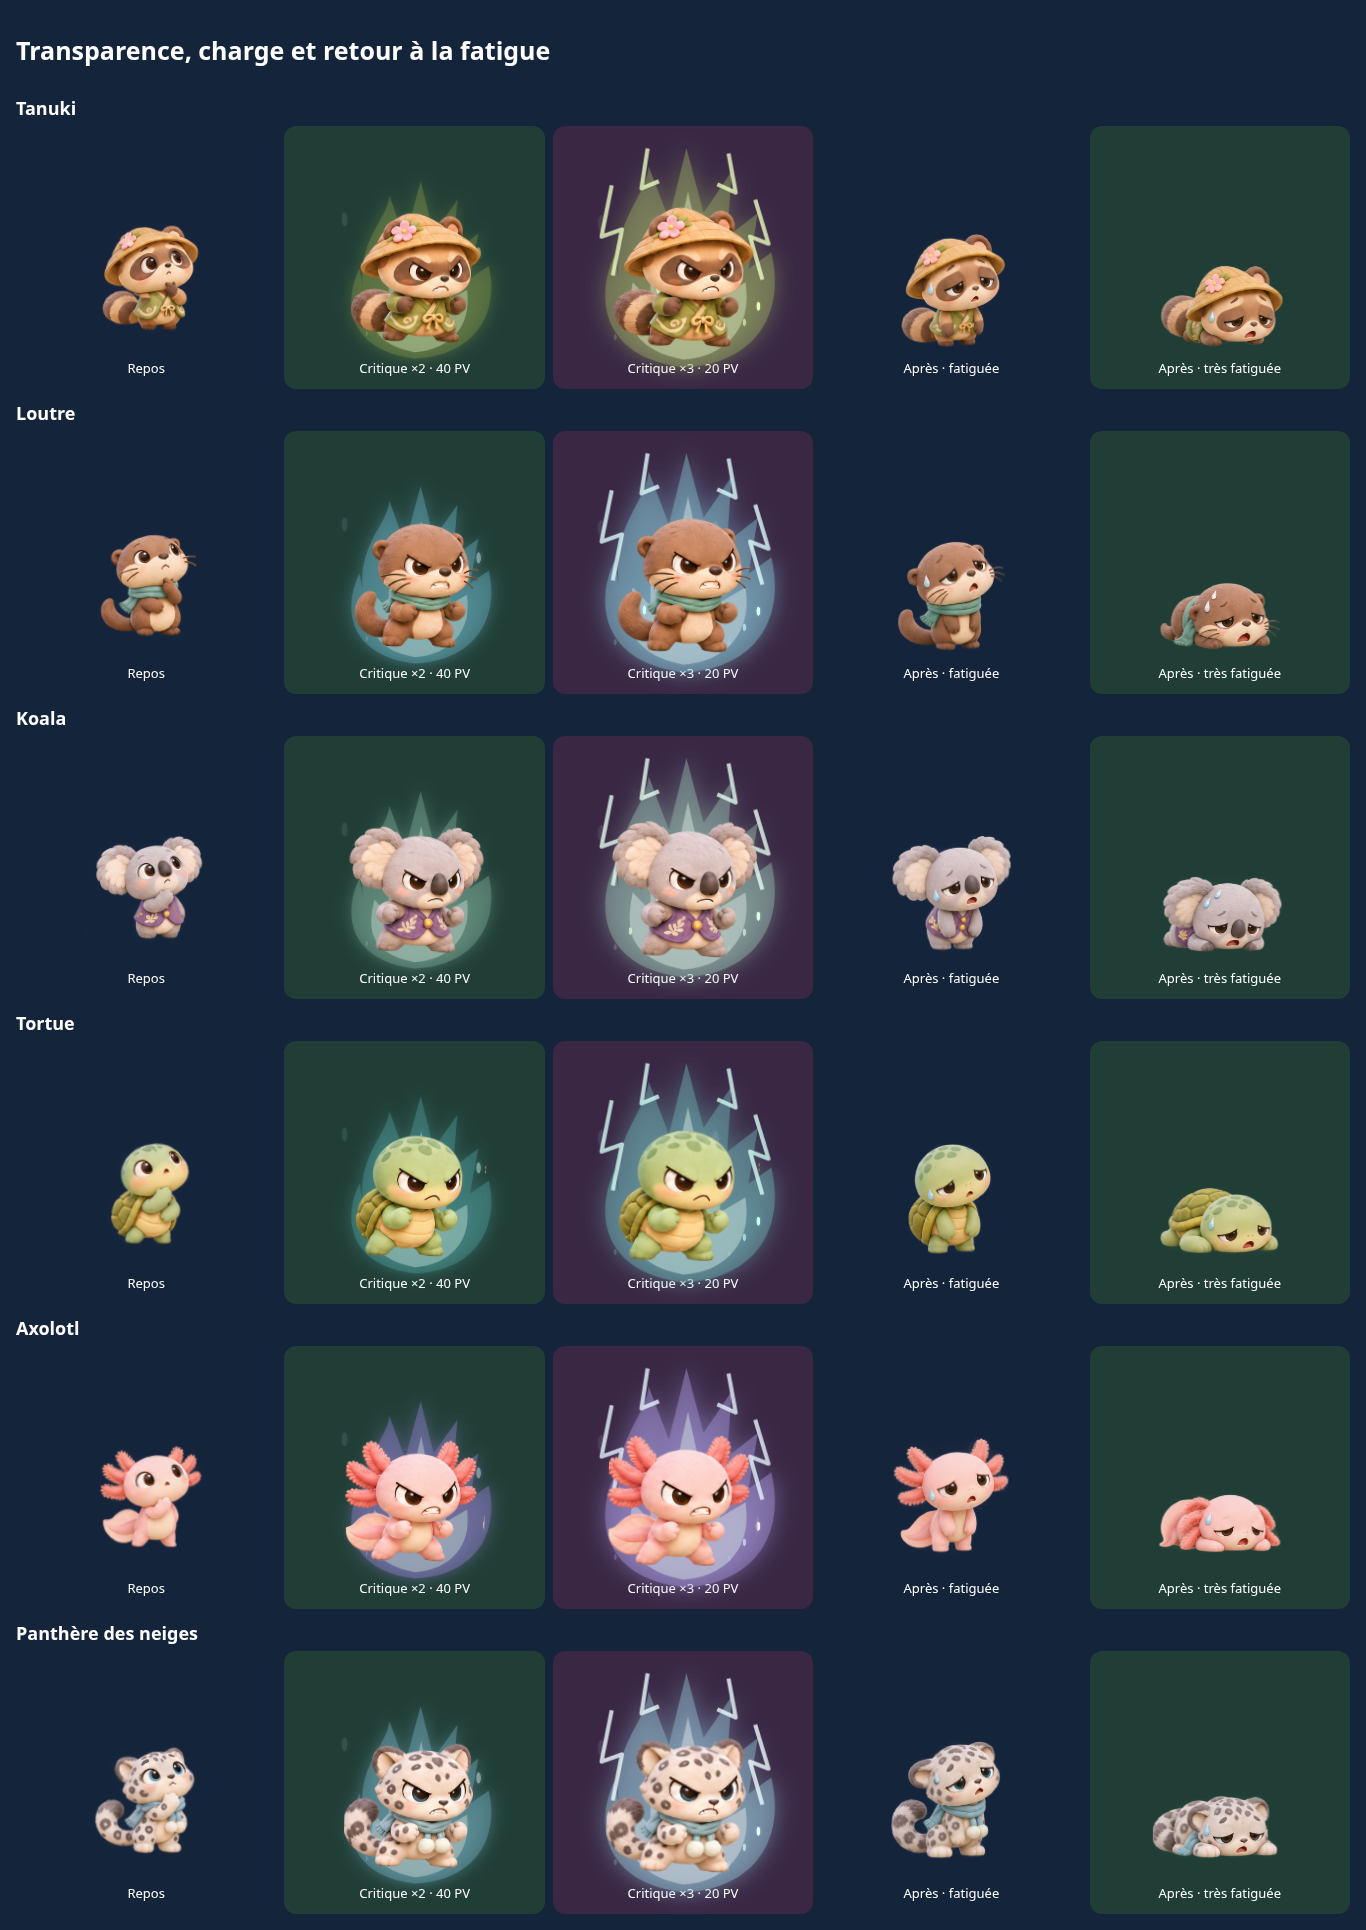 Transparence, charge et retour à la fatigue
Tanuki
Repos
Critique ×2 · 40 PV
Critique ×3 · 20 PV
Après · fatiguée
Après · très fatiguée
Loutre
Repos
Critique ×2 · 40 PV
Critique ×3 · 20 PV
Après · fatiguée
Après · très fatiguée
Koala
Repos
Critique ×2 · 40 PV
Critique ×3 · 20 PV
Après · fatiguée
Après · très fatiguée
Tortue
Repos
Critique ×2 · 40 PV
Critique ×3 · 20 PV
Après · fatiguée
Après · très fatiguée
Axolotl
Repos
Critique ×2 · 40 PV
Critique ×3 · 20 PV
Après · fatiguée
Après · très fatiguée
Panthère des neiges
Repos
Critique ×2 · 40 PV
Critique ×3 · 20 PV
Après · fatiguée
Après · très fatiguée